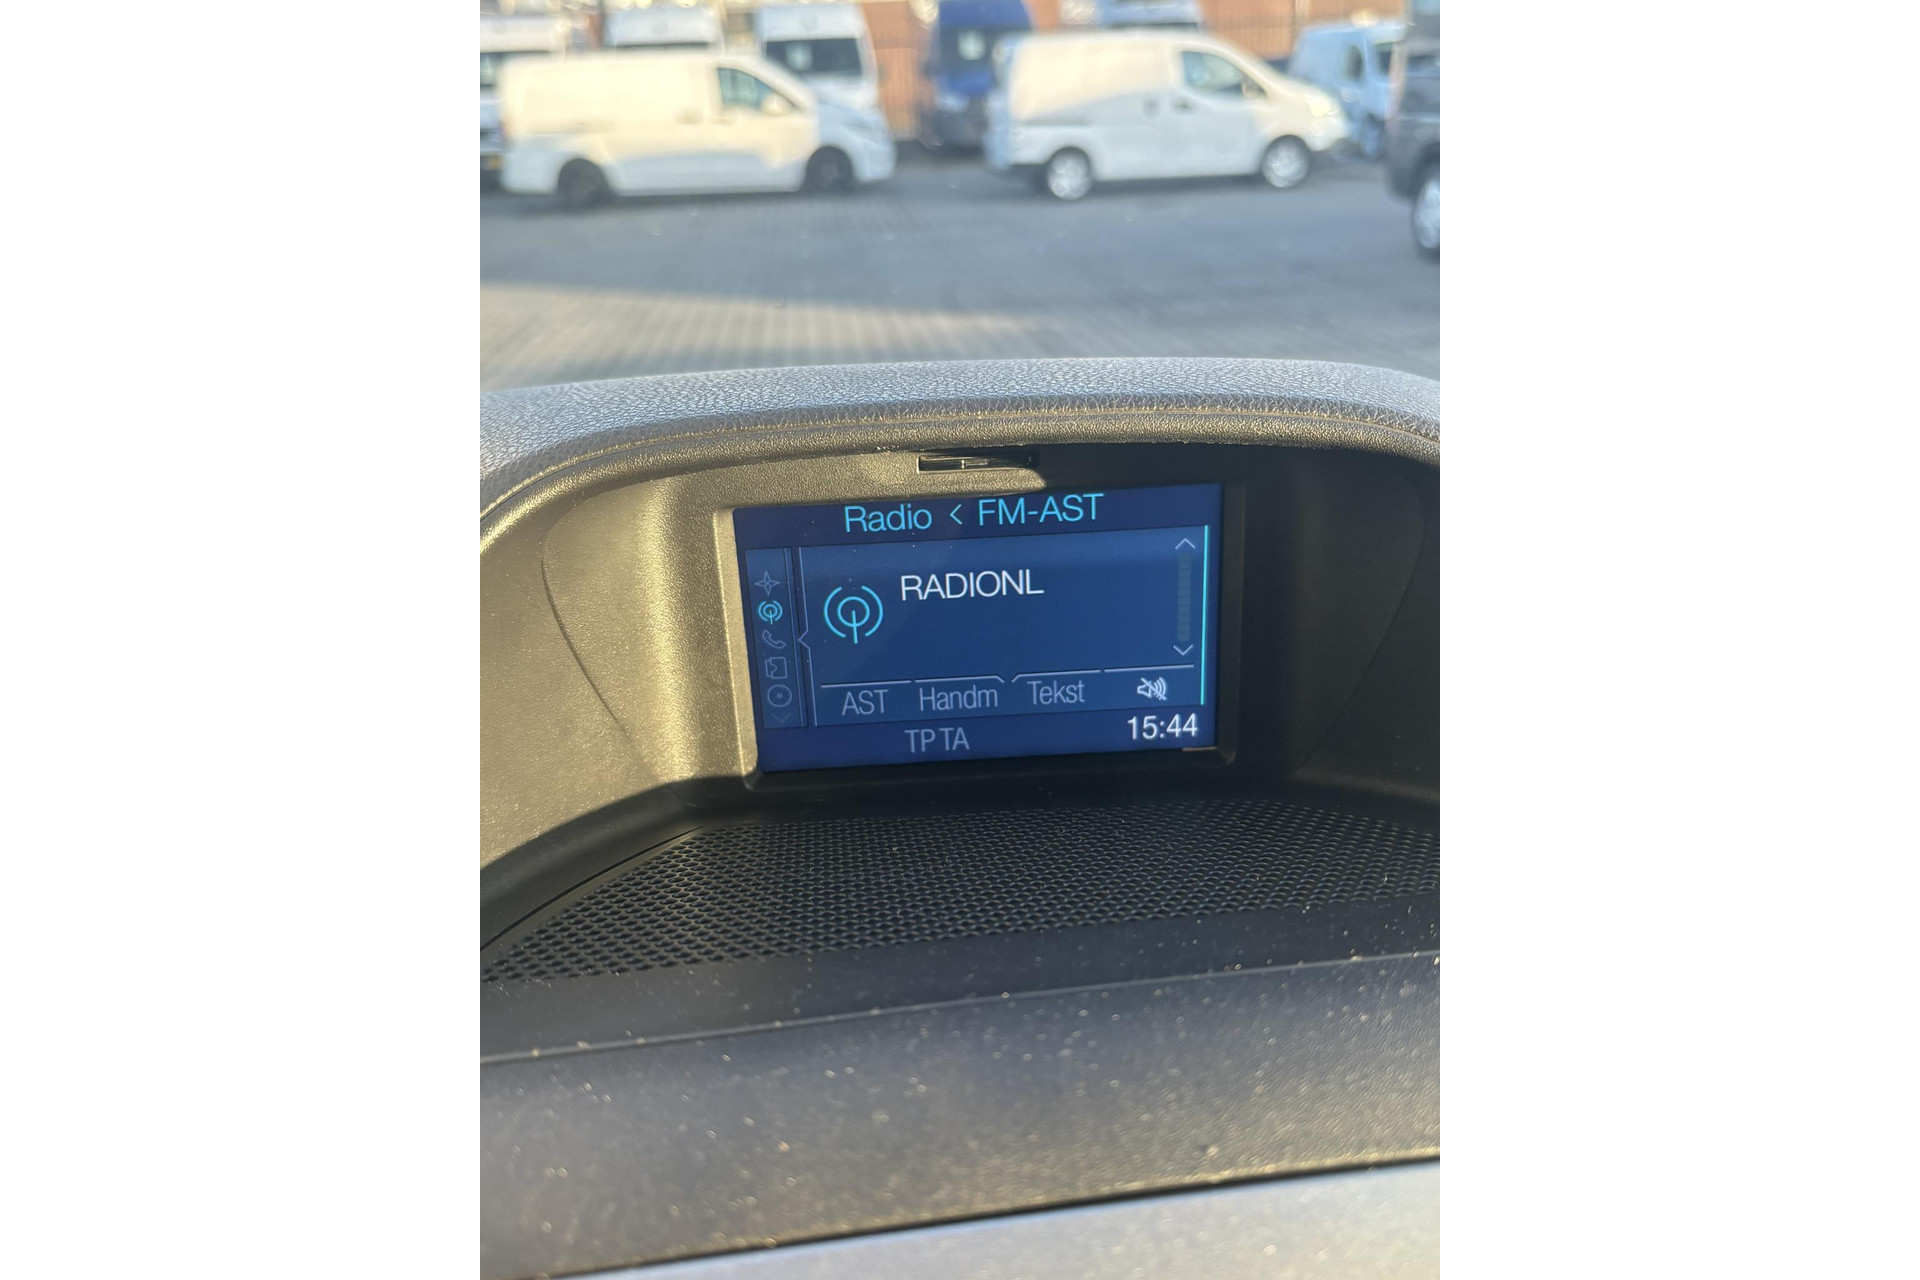 Radio < FM-AST
RADIONL
AST Handm Tekst
TP TA 15:44